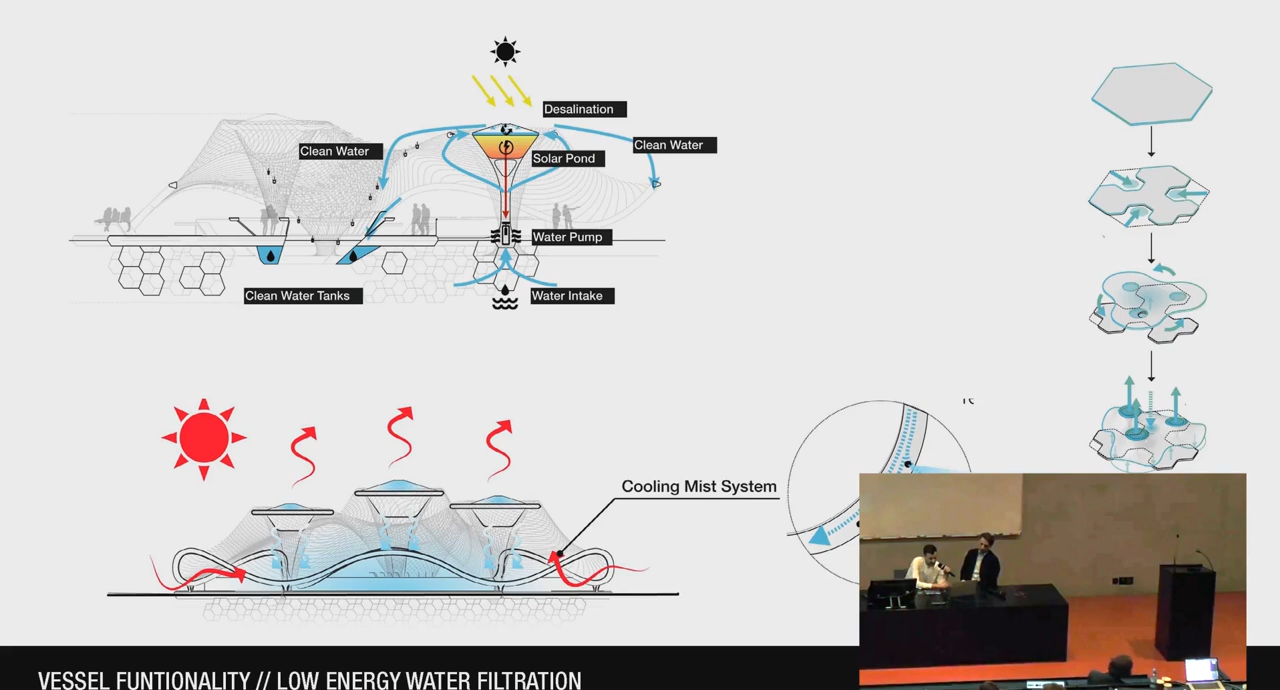 Desalination
Clean Water
Clean Water
Solar Pond
Water Pump
Clean Water Tanks
Water Intake
Cooling Mist System
VESSEL FUNTIONALITY // LOW ENERGY WATER FILTRATION